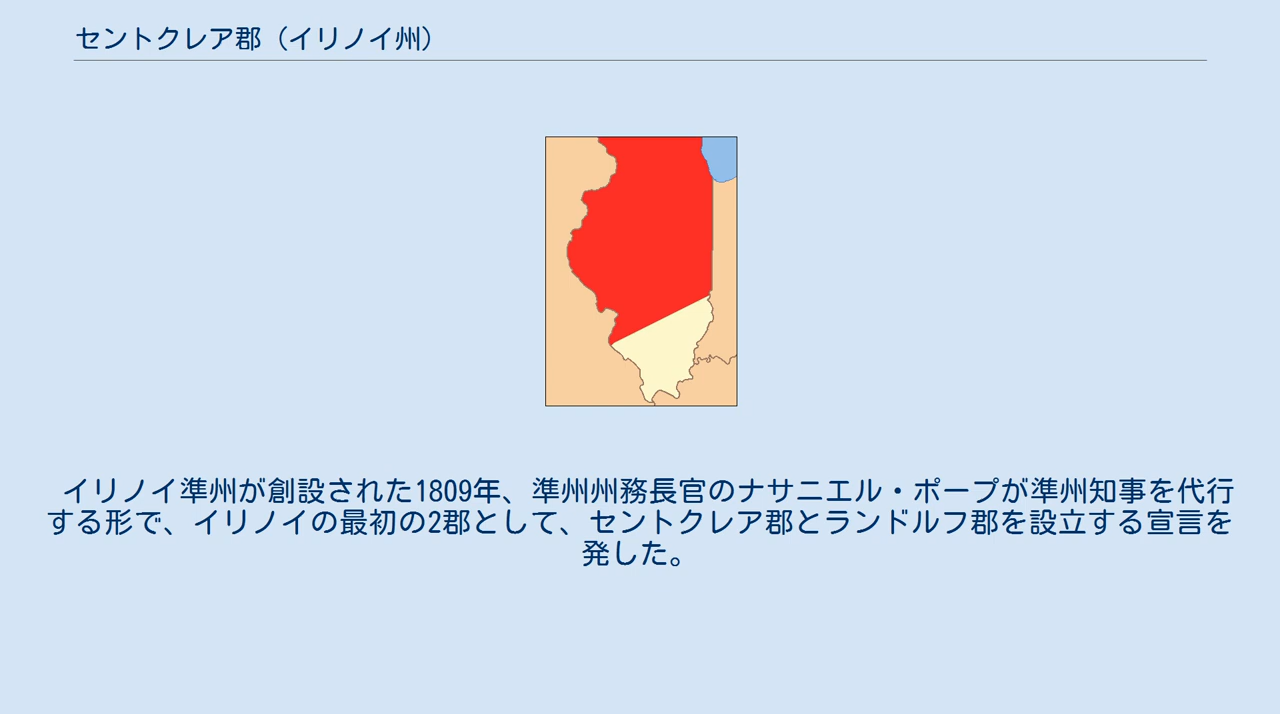 セントクレア郡（イリノイ州）
イリノイ準州が創設された1809年、準州州務長官のナサニエル・ポープが準州知事を代行
する形で、イリノイの最初の2郡として、セントクレア郡とランドルフ郡を設立する宣言を
発した。